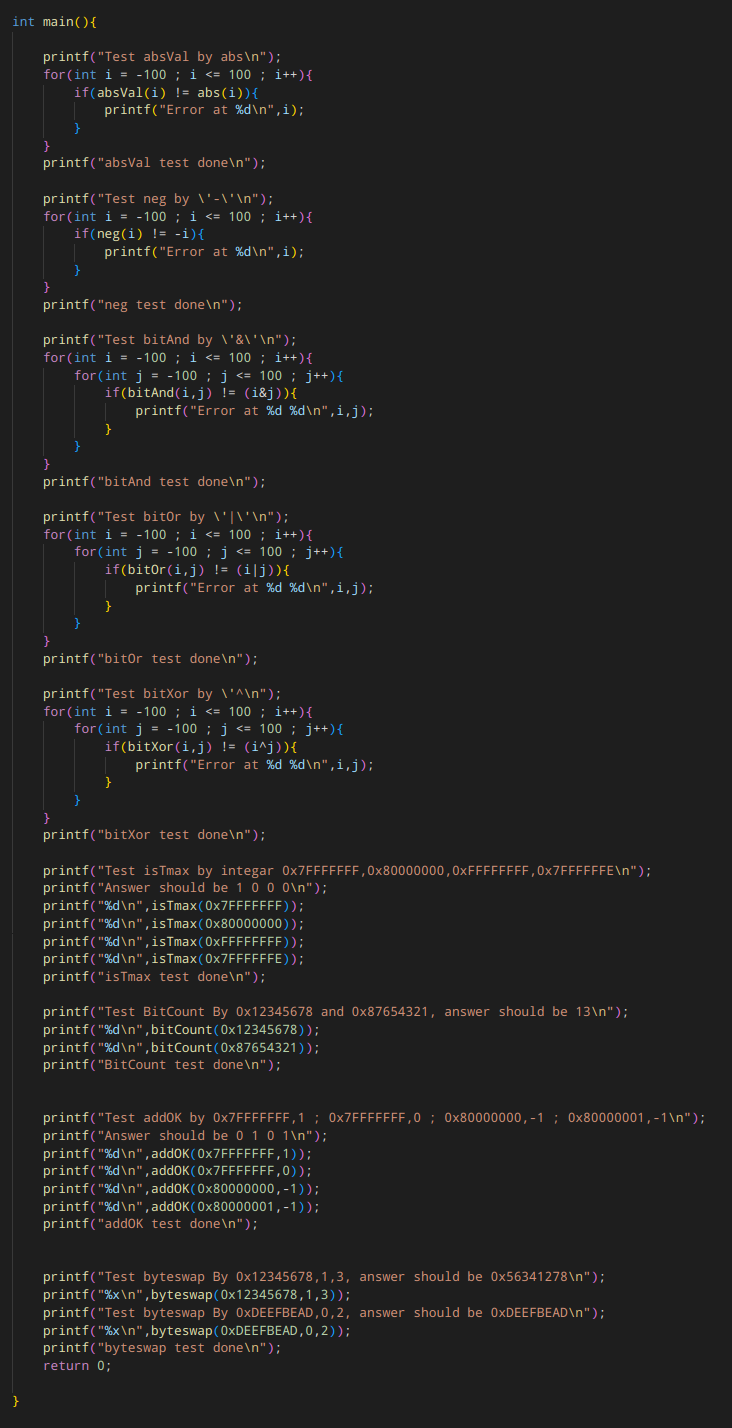 int main(){
printf("Test absVal by abs\n");
for(int i = -100 ; i <= 100 ; i++){
if(absVal(i) != abs(i)){
printf("Error at %d\n",i);
}
}
printf("absVal test done\n");
printf("Test neg by \'-\'\n");
for(int i = -100 ; i <= 100 ; i++){
if(neg(i) != -i){
printf("Error at %d\n",i);
}
}
printf("neg test done\n");
printf("Test bitAnd by \'&\'\n");
for(int i = -100 ; i <= 100 ; i++){
for(int j = -100 ; j <= 100 ; j++){
if(bitAnd(i,j) != (i&j)){
printf("Error at %d %d\n",i,j);
}
}
}
printf("bitAnd test done\n");
printf("Test bitOr by \'|\'\n");
for(int i = -100 ; i <= 100 ; i++){
for(int j = -100 ; j <= 100 ; j++){
if(bitOr(i,j) != (i|j)){
printf("Error at %d %d\n",i,j);
}
}
}
printf("bitOr test done\n");
printf("Test bitXor by \'^\n");
for(int i = -100 ; i <= 100 ; i++){
for(int j = -100 ; j <= 100 ; j++){
if(bitXor(i,j) != (i^j)){
printf("Error at %d %d\n",i,j);
}
}
}
printf("bitXor test done\n");
printf("Test isTmax by integar 0x7FFFFFFF,0x80000000,0xFFFFFFFF,0x7FFFFFFE\n");
printf("Answer should be 1 0 0 0\n");
printf("%d\n",isTmax(0x7FFFFFFF));
printf("%d\n",isTmax(0x80000000));
printf("%d\n",isTmax(0xFFFFFFFF));
printf("%d\n",isTmax(0x7FFFFFFE));
printf("isTmax test done\n");
printf("Test BitCount By 0x12345678 and 0x87654321, answer should be 13\n");
printf("%d\n",bitCount(0x12345678));
printf("%d\n",bitCount(0x87654321));
printf("BitCount test done\n");
printf("Test addOK by 0x7FFFFFFF,1 ; 0x7FFFFFFF,0 ; 0x80000000,-1 ; 0x80000001,-1\n");
printf("Answer should be 0 1 0 1\n");
printf("%d\n",addOK(0x7FFFFFFF,1));
printf("%d\n",addOK(0x7FFFFFFF,0));
printf("%d\n",addOK(0x80000000,-1));
printf("%d\n",addOK(0x80000001,-1));
printf("addOK test done\n");
printf("Test byteswap By 0x12345678,1,3, answer should be 0x56341278\n");
printf("%x\n",byteswap(0x12345678,1,3));
printf("Test byteswap By 0xDEEFBEAD,0,2, answer should be 0xDEEFBEAD\n");
printf("%x\n",byteswap(0xDEEFBEAD,0,2));
printf("byteswap test done\n");
return 0;
}